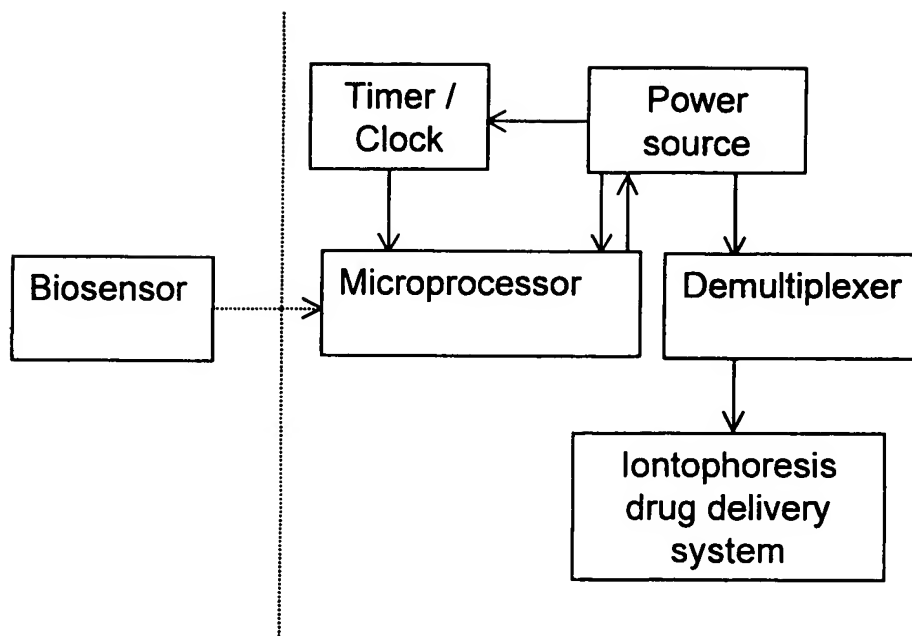 Timer /
Clock
Power
source
Biosensor
Microprocessor
Demultiplexer
Iontophoresis
drug delivery
system